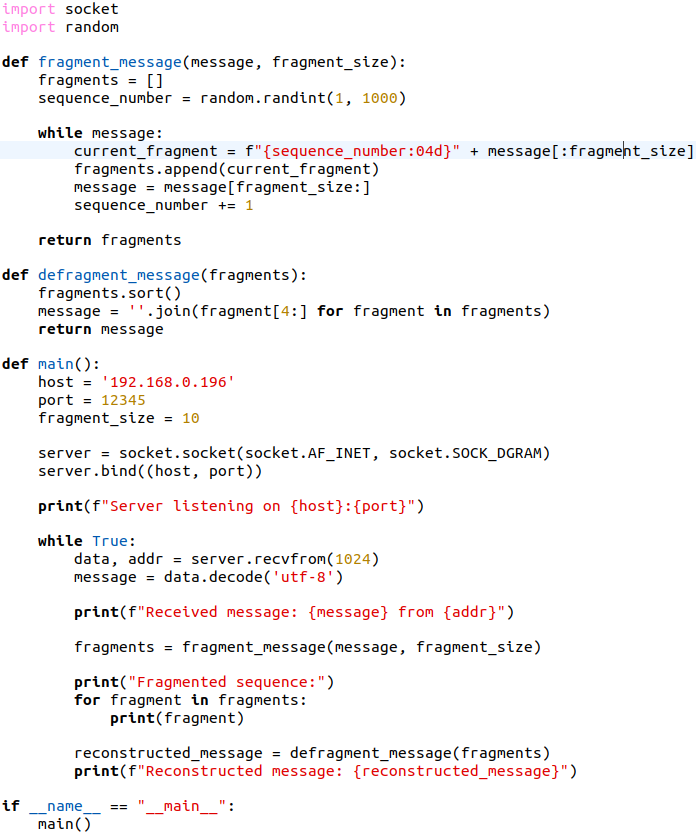 import socket
import random

def fragment_message(message, fragment_size):
    fragments = []
    sequence_number = random.randint(1, 1000)

    while message:
        current_fragment = f"{sequence_number:04d}" + message[:fragment_size]
        fragments.append(current_fragment)
        message = message[fragment_size:]
        sequence_number += 1

    return fragments

def defragment_message(fragments):
    fragments.sort()
    message = ''.join(fragment[4:] for fragment in fragments)
    return message

def main():
    host = '192.168.0.196'
    port = 12345
    fragment_size = 10

    server = socket.socket(socket.AF_INET, socket.SOCK_DGRAM)
    server.bind((host, port))

    print(f"Server listening on {host}:{port}")

    while True:
        data, addr = server.recvfrom(1024)
        message = data.decode('utf-8')

        print(f"Received message: {message} from {addr}")

        fragments = fragment_message(message, fragment_size)

        print("Fragmented sequence:")
        for fragment in fragments:
            print(fragment)

        reconstructed_message = defragment_message(fragments)
        print(f"Reconstructed message: {reconstructed_message}")

if __name__ == "__main__":
    main()